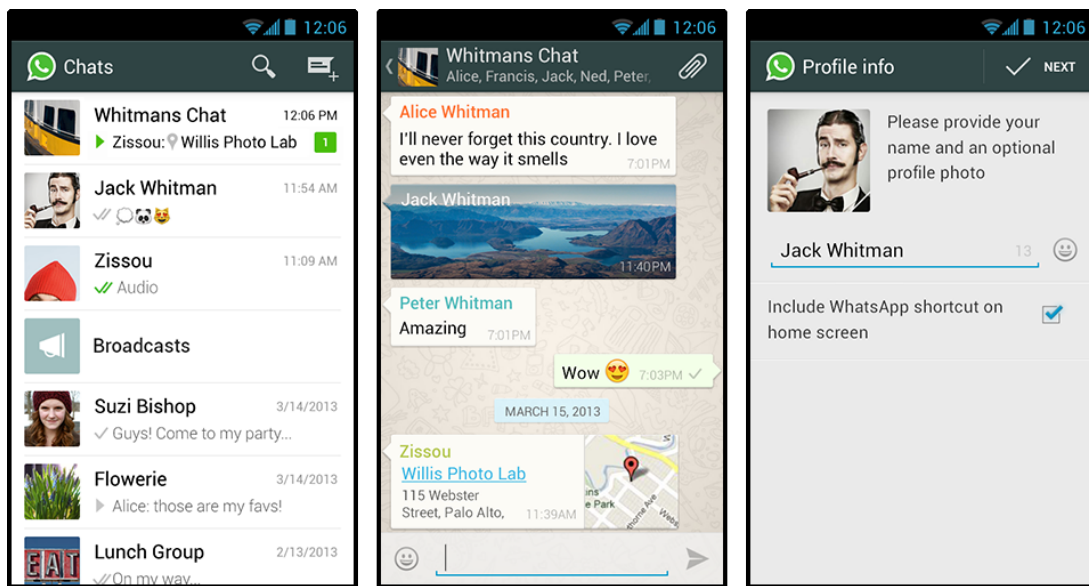 12:06
Chats
Whitmans Chat 12:06 PM
Zissou: Willis Photo Lab 1
Jack Whitman 11:54 AM
Zissou 11:09 AM
Audio
Broadcasts
Suzi Bishop 3/14/2013
Guys! Come to my party...
Flowerie 3/14/2013
Alice: those are my favs!
EAT
Lunch Group 2/13/2013
On my way...
12:06
Whitmans Chat
Alice, Francis, Jack, Ned, Peter,
Alice Whitman
I'll never forget this country. I love
even the way it smells 7:01PM
Jack Whitman
11:40PM
Peter Whitman
Amazing 7:01PM
Wow 7:03PM
MARCH 15, 2013
Zissou
Willis Photo Lab
115 Webster
Street, Palo Alto, 11:39AM
e Park
12:06
Profile info NEXT
Please provide your
name and an optional
profile photo
Jack Whitman 13
Include WhatsApp shortcut on
home screen